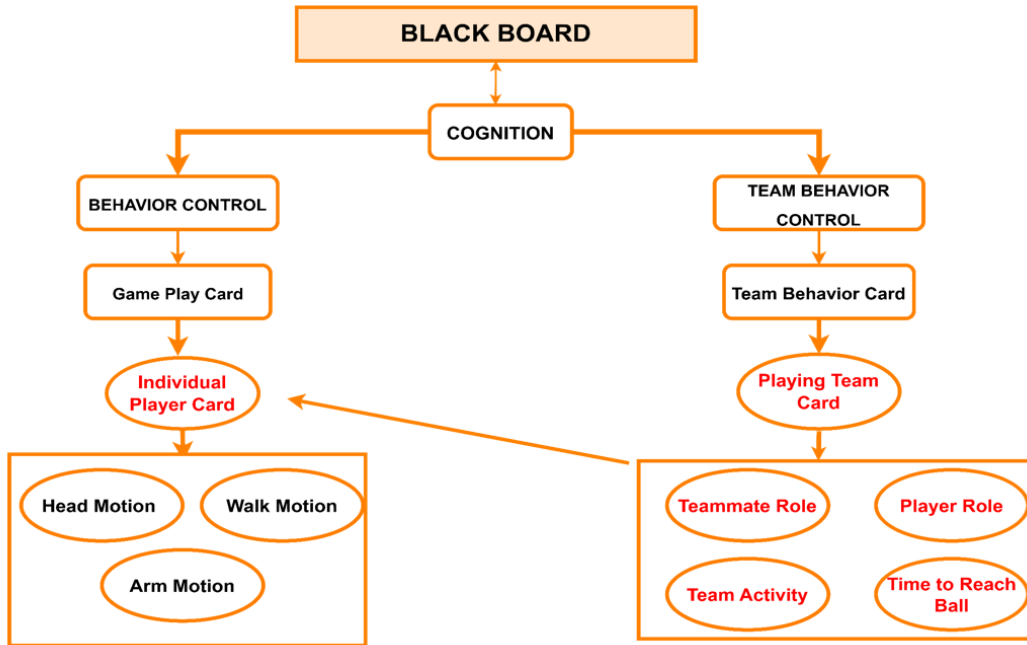 BLACK BOARD
COGNITION
BEHAVIOR CONTROL
TEAM BEHAVIOR
CONTROL
Game Play Card
Team Behavior Card
Individual
Player Card
Playing Team
Card
Head Motion
Walk Motion
Arm Motion
Teammate Role
Player Role
Team Activity
Time to Reach
Ball